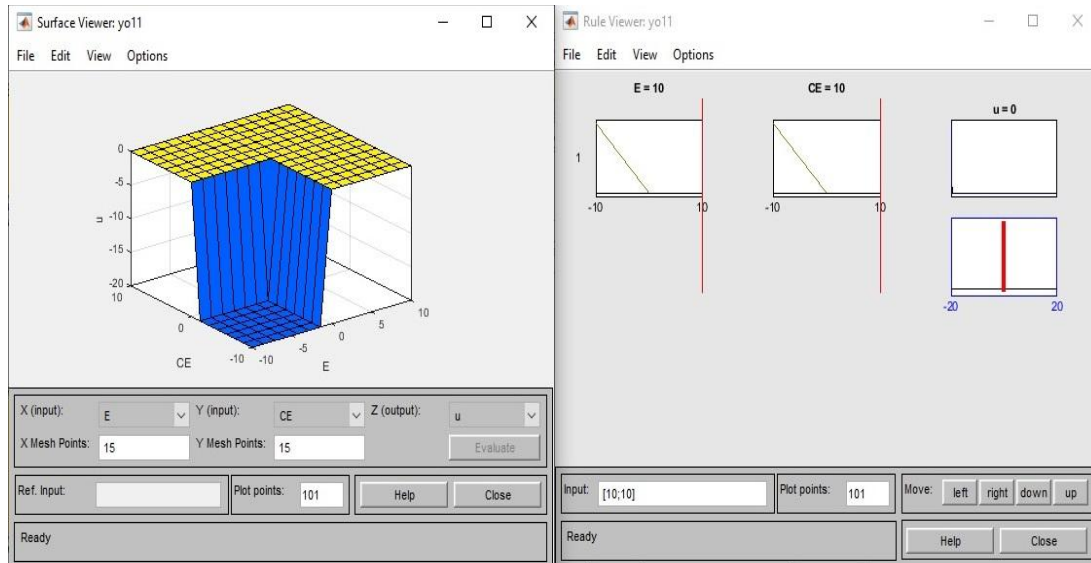 Surface Viewer: yo11
File Edit View Options
0
-5
-10
-15
-20
u
10
0
-10
CE
-10
-5
0
5
10
E
X (input): E Y (input): CE Z (output): u
X Mesh Points: 15 Y Mesh Points: 15 Evaluate
Ref. Input: Plot points: 101 Help Close
Ready
Rule Viewer: yo11
File Edit View Options
E = 10 CE = 10 u = 0
1
-10 10 -10 10
-20 20
Input: [10;10] Plot points: 101 Move: left right down up
Ready Help Close